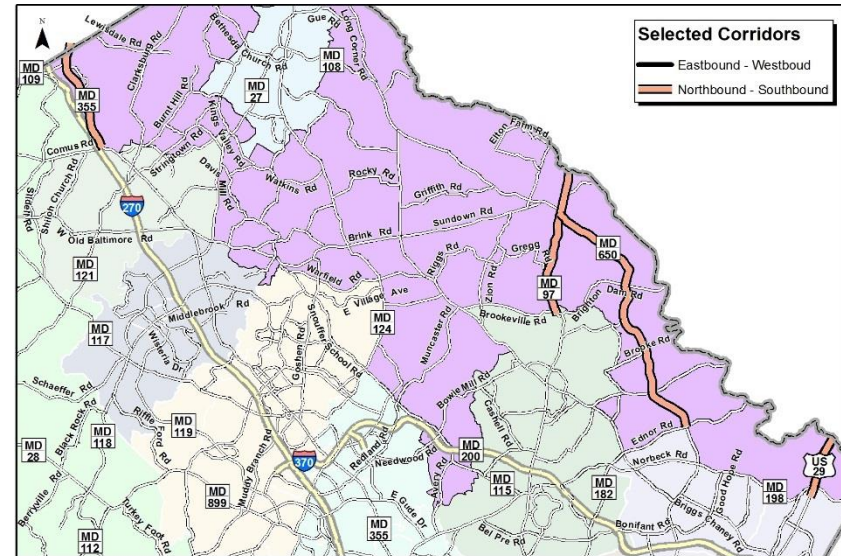 N
Selected Corridors
Eastbound - Westboud
Northbound - Southbound
Lewisdale Rd
Clarksburg Rd
Bethesda Church Rd
Gue Rd
Long Corner Rd
MD 109
MD 355
MD 27
MD 108
Burnt Hill Rd
Kings Valley Rd
Comus Rd
Stringtown Rd
Davis Mill Rd
Watkins Rd
Rocky Rd
Griffith Rd
Elton Farm Rd
Slidell Rd
Shiloh Church Rd
270
W Old Baltimore Rd
Brink Rd
Sundown Rd
MD 121
Warfield Rd
Riggs Rd
Gregg Rd
Zion Rd
MD 650
MD 97
Brighton Dam Rd
Middlebrook Rd
E Village Ave
MD 124
Brookeville Rd
MD 117
Wisteria Dr
Goshen Rd
Snouffer School Rd
Muncaster Rd
Brooke Rd
Schaeffer Rd
Black Rock Rd
Riffle Ford Rd
Bowie Mill Rd
Cashell Rd
MD 28
MD 118
MD 119
Muddy Branch Rd
370
Redland Rd
Needwood Rd
MD 200
Ednor Rd
Norbeck Rd
Good Hope Rd
US 29
Berryville Rd
Turkey Foot Rd
MD 899
E Gude Dr
Avery Rd
MD 115
MD 182
Briggs Chaney Rd
MD 198
MD 112
MD 355
Bel Pre Rd
Bonifant Rd